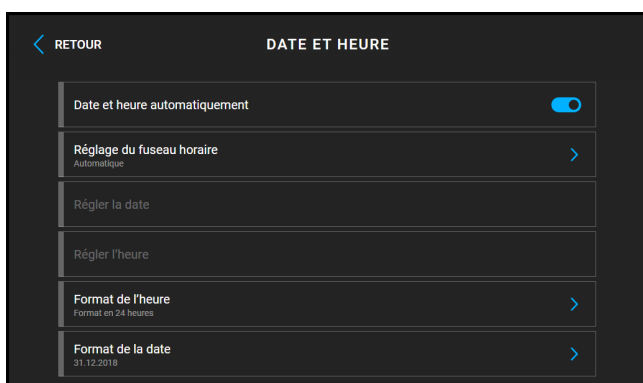 RETOUR
DATE ET HEURE
Date et heure automatiquement
Réglage du fuseau horaire
Automatique
Régler la date
Régler l'heure
Format de l'heure
Format en 24 heures
Format de la date
31.12.2018